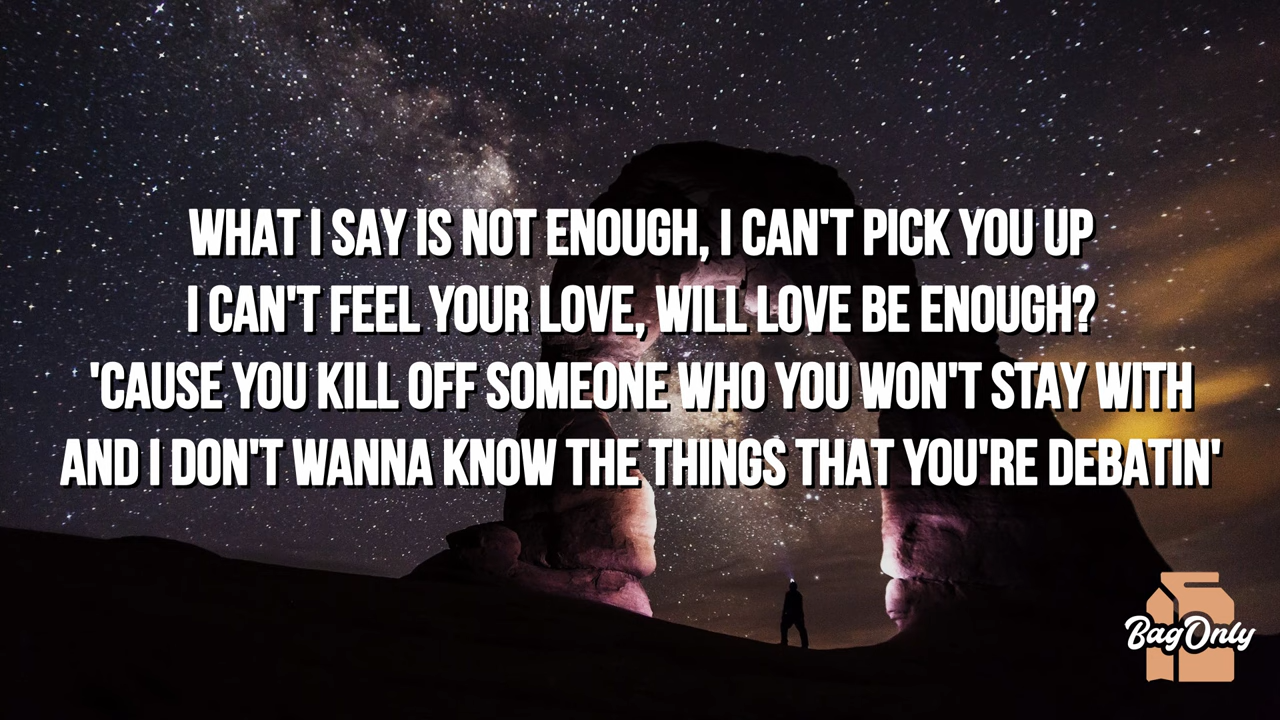 WHAT I SAY IS NOT ENOUGH, I CAN'T PICK YOU UP
I CAN'T FEEL YOUR LOVE, WILL LOVE BE ENOUGH?
'CAUSE YOU KILL OFF SOMEONE WHO YOU WON'T STAY WITH
AND I DON'T WANNA KNOW THE THINGS THAT YOU'RE DEBATIN'
BagOnly